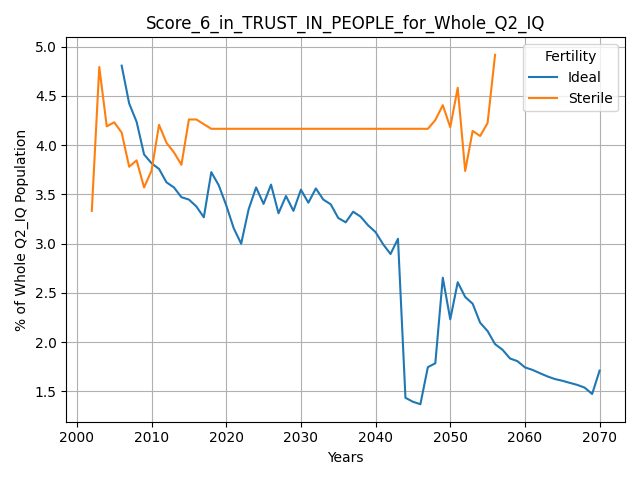 Score_6_in_TRUST_IN_PEOPLE_for_Whole_Q2_IQ
% of Whole Q2_IQ Population
5.0
4.5
4.0
3.5
3.0
2.5
2.0
1.5
Fertility
Ideal
Sterile
2000 2010 2020 2030 2040 2050 2060 2070
Years